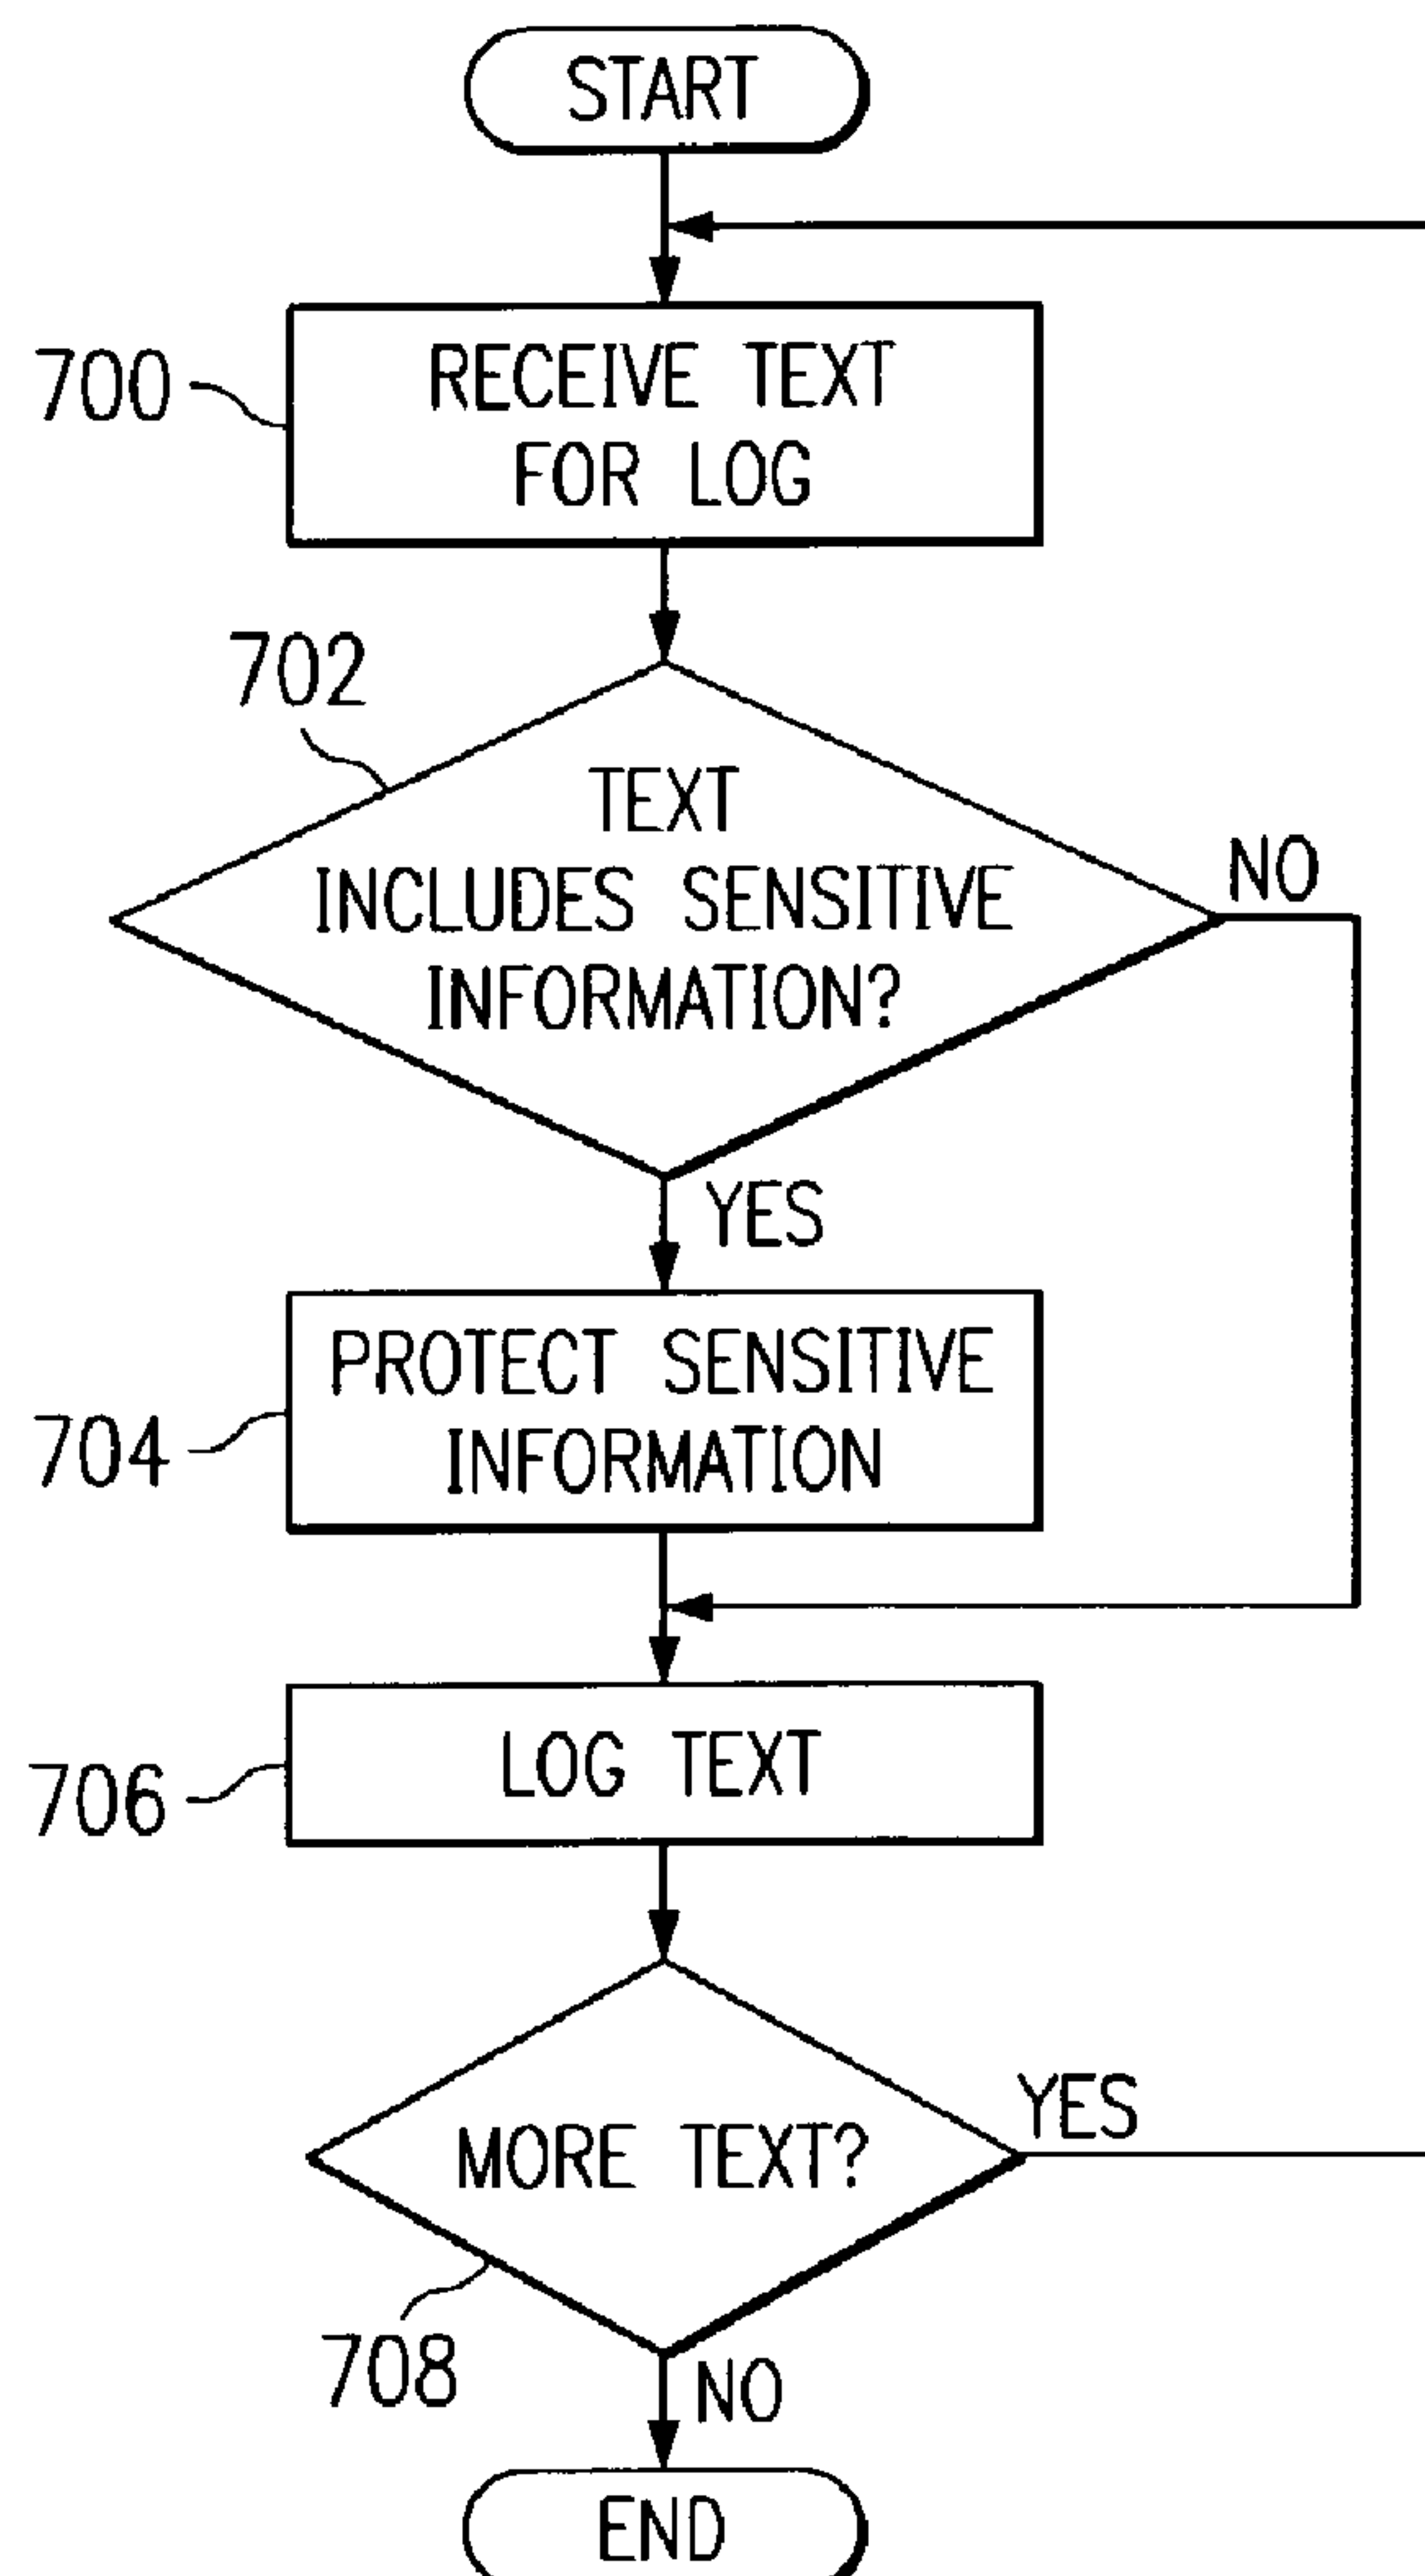 START
700
RECEIVE TEXT
FOR LOG
702
TEXT
INCLUDES SENSITIVE
INFORMATION?
NO
YES
704
PROTECT SENSITIVE
INFORMATION
706
LOG TEXT
MORE TEXT?
YES
708
NO
END